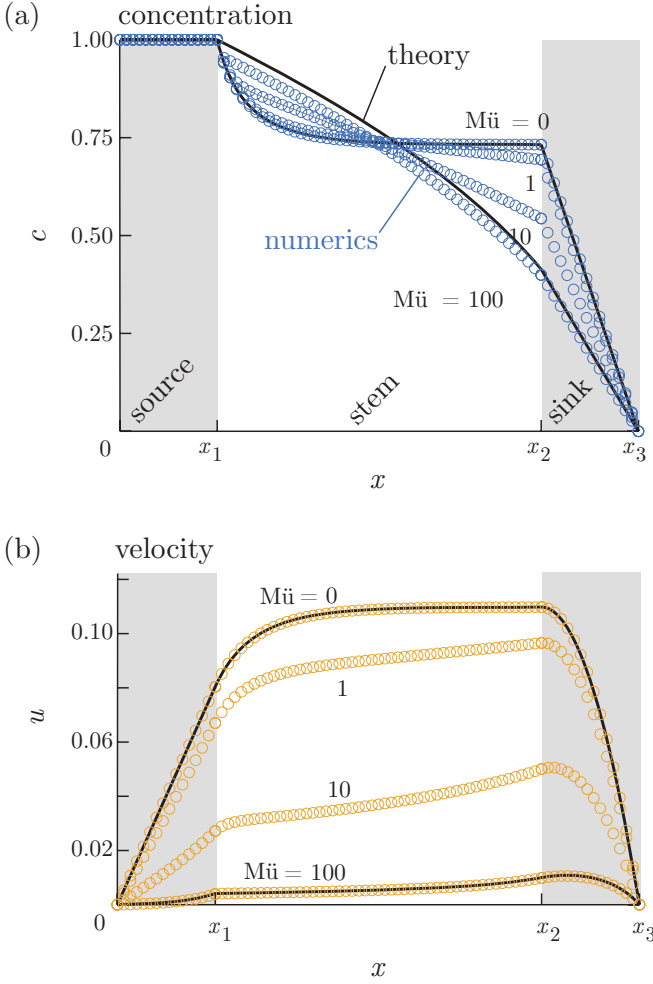 (a) concentration
1.00
theory
Mü = 0
0.75
1
numerics
c
0.50
10
Mü = 100
0.25
source
stem
sink
0
x1
x2
x3
x
(b) velocity
Mü = 0
0.10
1
u
0.06
10
0.02
Mü = 100
0
x1
x2
x3
x